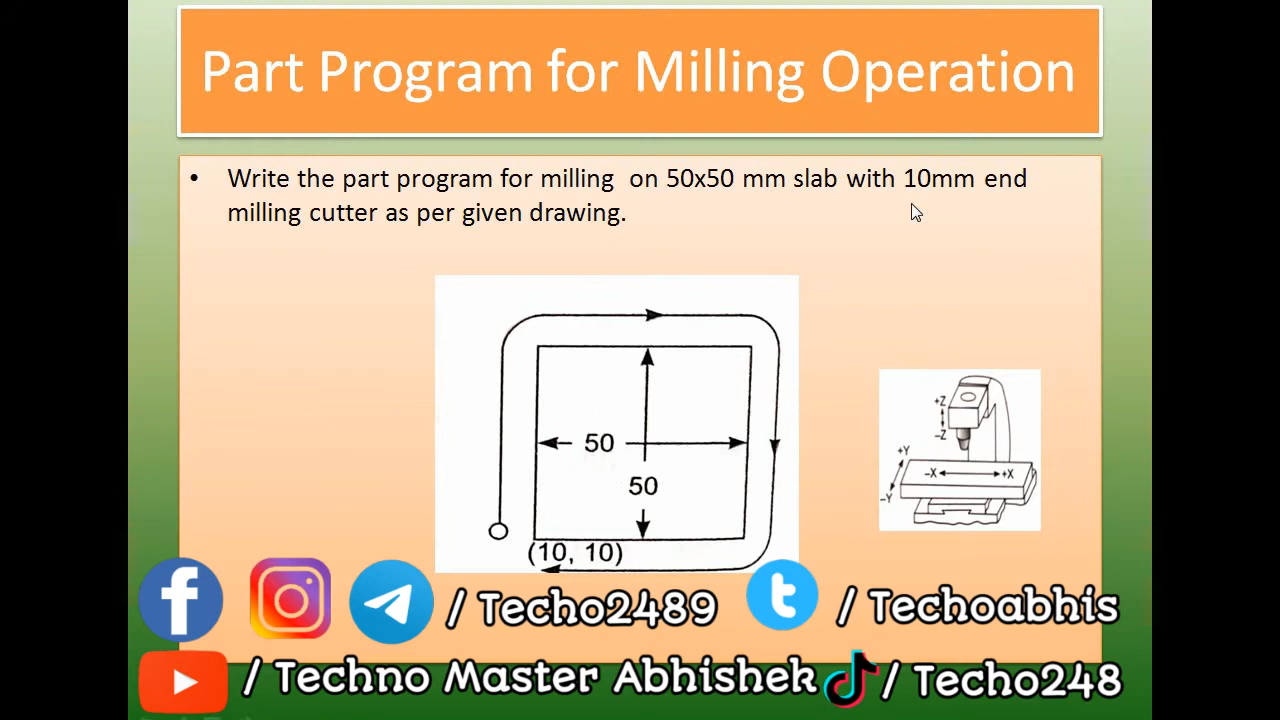 Part Program for Milling Operation
• Write the part program for milling on 50x50 mm slab with 10mm end
milling cutter as per given drawing.
50
50
(10, 10)
+Z
-Z
+Y
-X
+X
-Y
/ Techo2489
/ Techoabhis
/ Techno Master Abhishek
/ Techo248